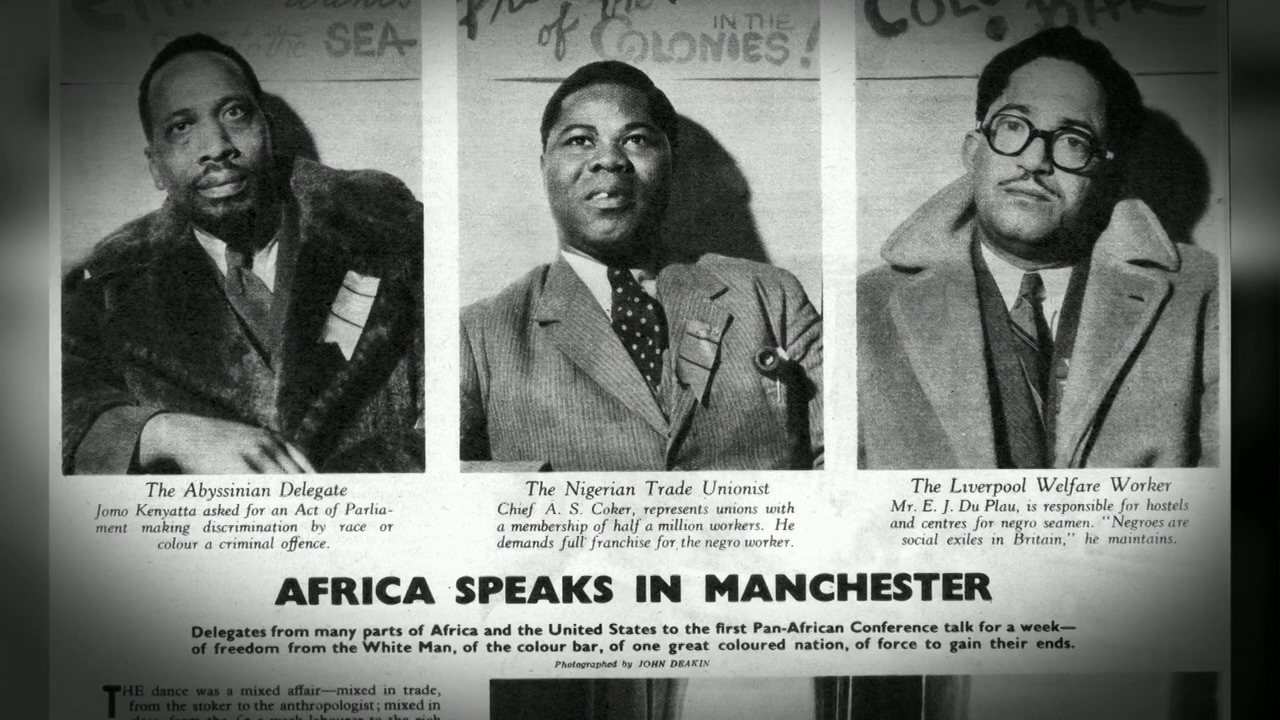 to the SEA
of the
IN THE
of COLONIES!
COLOUR BAR
The Abyssinian Delegate
Jomo Kenyatta asked for an Act of Parlia-
ment making discrimination by race or
colour a criminal offence.
The Nigerian Trade Unionist
Chief A. S. Coker, represents unions with
a membership of half a million workers. He
demands full franchise for the negro worker.
The Liverpool Welfare Worker
Mr. E. J. Du Plau, is responsible for hostels
and centres for negro seamen. "Negroes are
social exiles in Britain," he maintains.
AFRICA SPEAKS IN MANCHESTER
Delegates from many parts of Africa and the United States to the first Pan-African Conference talk for a week—
of freedom from the White Man, of the colour bar, of one great coloured nation, of force to gain their ends.
Photographed by JOHN DEAKIN
THE dance was a mixed affair—mixed in trade,
from the stoker to the anthropologist; mixed in